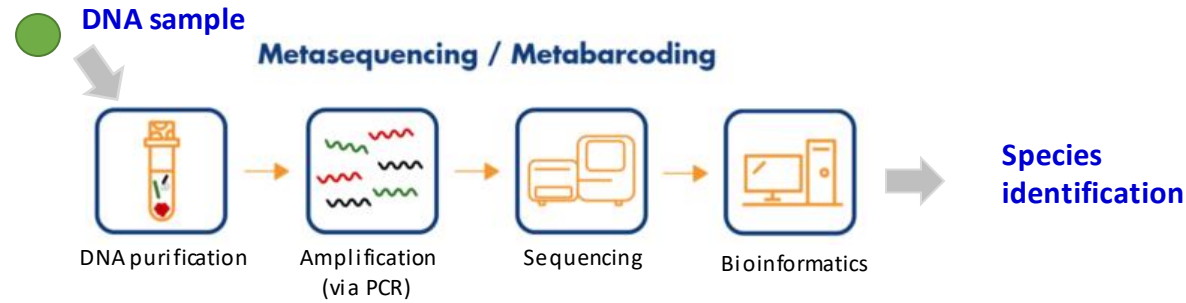 DNA sample
Metasequencing / Metabarcoding
DNA purification
Amplification
(via PCR)
Sequencing
Bioinformatics
Species
identification